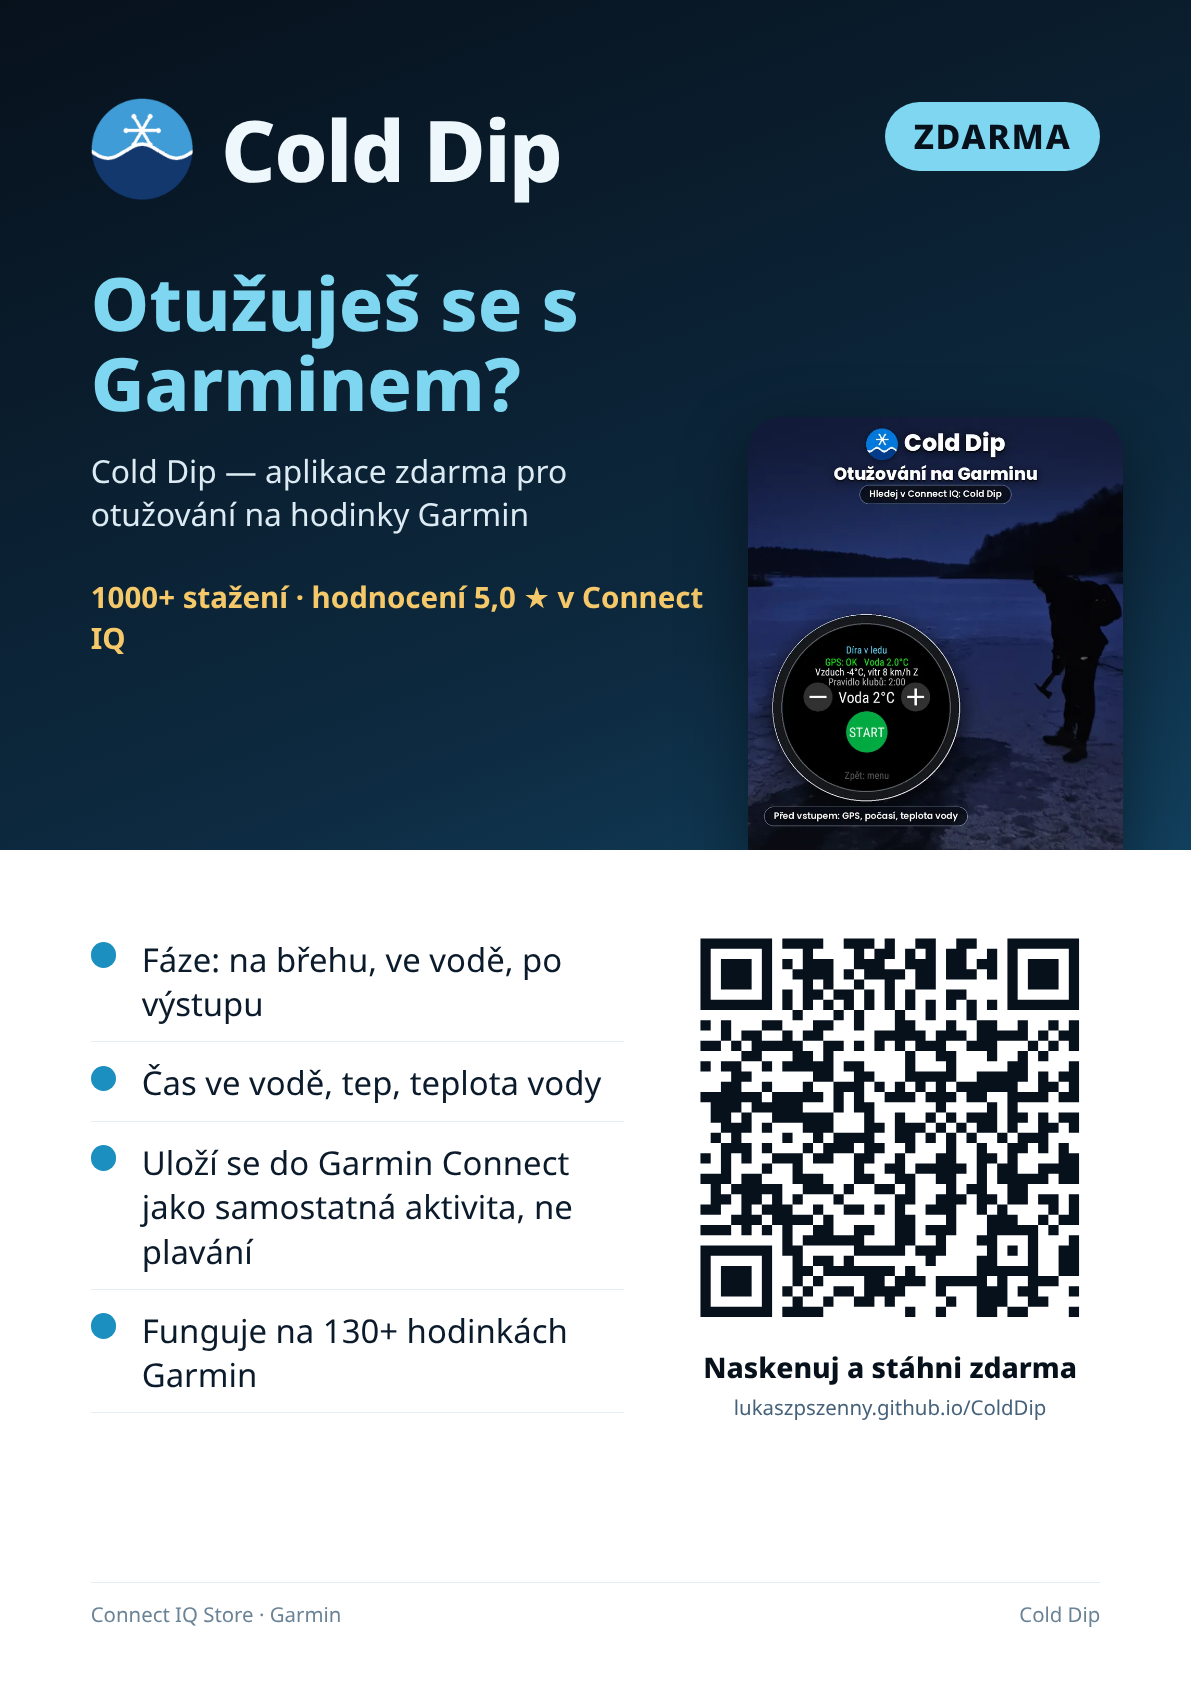 Cold Dip
ZDARMA
Otužuješ se s
Garminem?
Cold Dip — aplikace zdarma pro
otužování na hodinky Garmin
1000+ stažení · hodnocení 5,0 ★ v Connect
IQ
Cold Dip
Otužování na Garminu
Hledej v Connect IQ: Cold Dip
Díra v ledu
GPS: OK Voda 2.0°C
Vzduch -4°C, vítr 8 km/h Z
Pravidlo klubů: 2:00
− Voda 2°C +
START
Zpět: menu
Před vstupem: GPS, počasí, teplota vody
Fáze: na břehu, ve vodě, po
výstupu
Čas ve vodě, tep, teplota vody
Uloží se do Garmin Connect
jako samostatná aktivita, ne
plavání
Funguje na 130+ hodinkách
Garmin
Naskenuj a stáhni zdarma
lukaszpszenny.github.io/ColdDip
Connect IQ Store · Garmin
Cold Dip